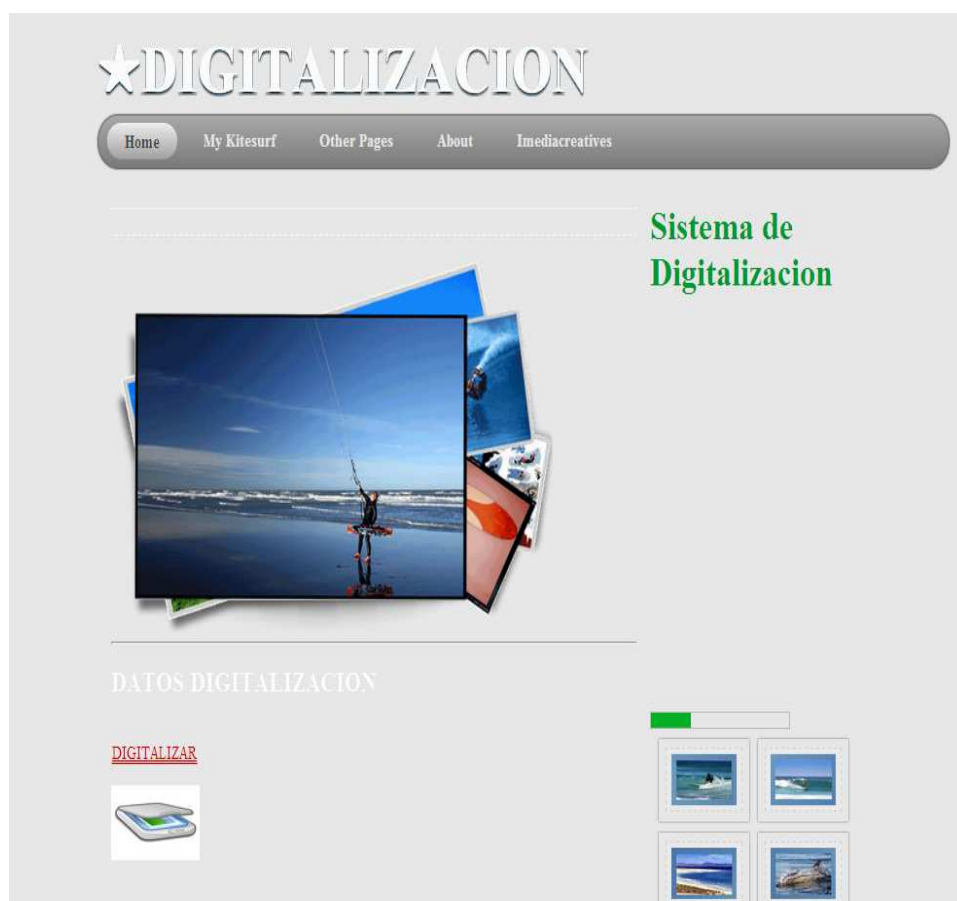 ★DIGITALIZACION
Home My Kitesurf Other Pages About Imediacreatives
Sistema de
Digitalizacion
DATOS DIGITALIZACION
DIGITALIZAR